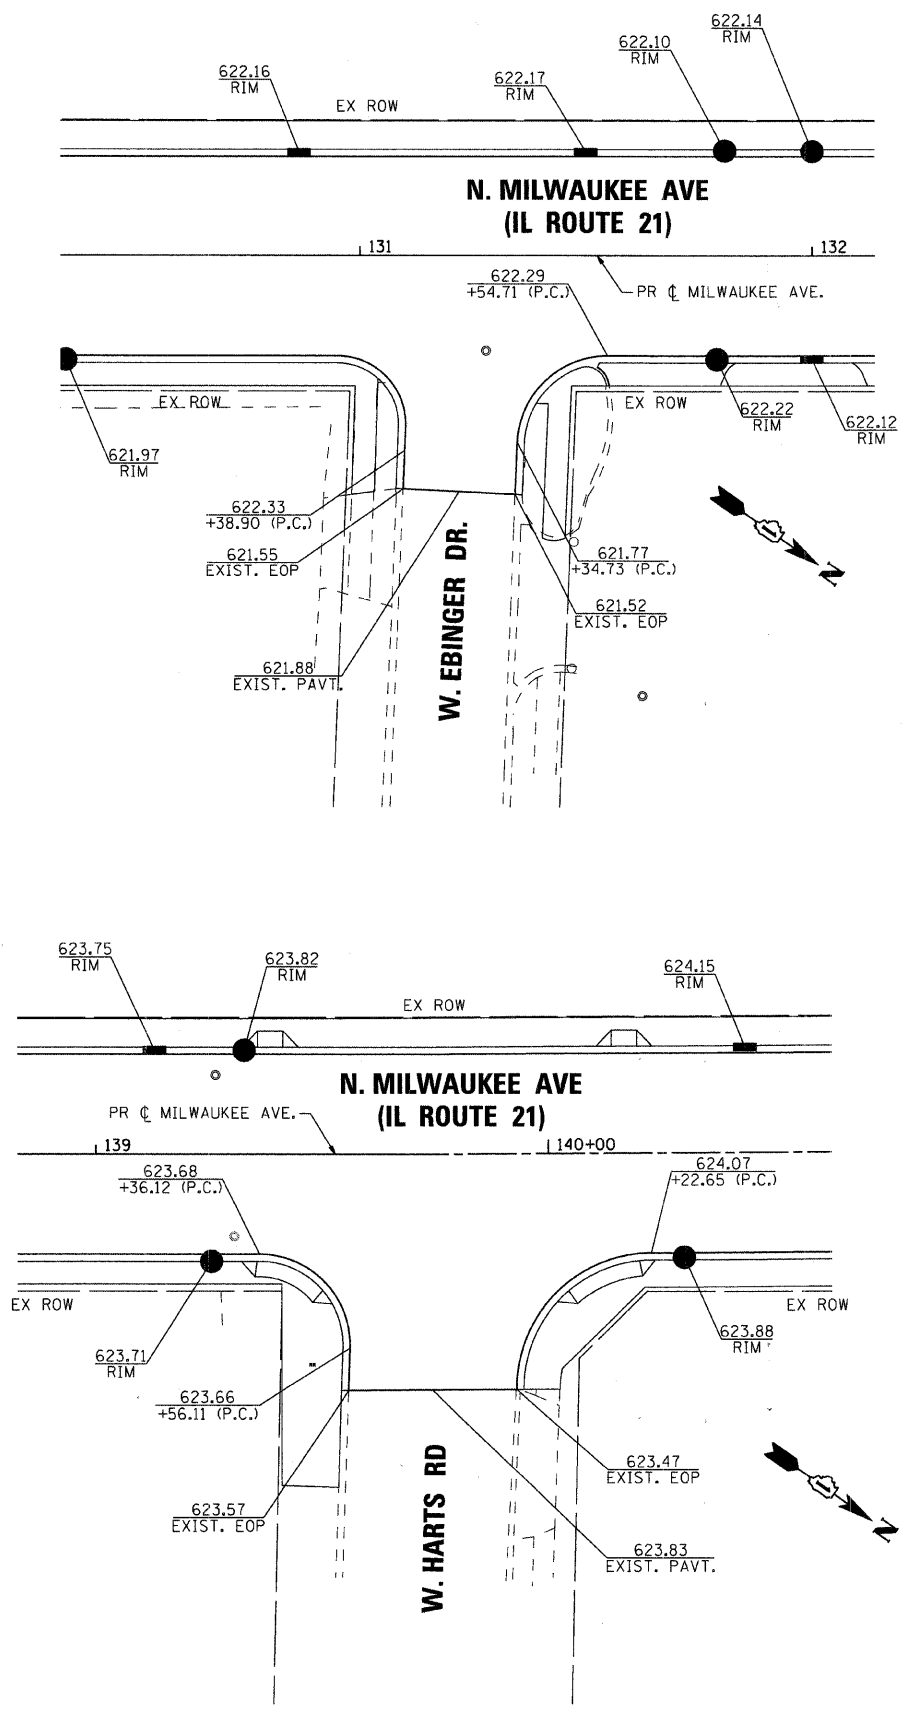 622.14
RIM
622.10
RIM
622.16
RIM
622.17
RIM
EX ROW
N. MILWAUKEE AVE
(IL ROUTE 21)
131
132
622.29
+54.71 (P.C.)
PR ℄ MILWAUKEE AVE.
EX ROW
EX ROW
622.22
RIM
622.12
RIM
621.97
RIM
622.33
+38.90 (P.C.)
621.55
EXIST. EOP
621.77
+34.73 (P.C.)
621.52
EXIST. EOP
N
W. EBINGER DR.
621.88
EXIST. PAVT.
623.75
RIM
623.82
RIM
624.15
RIM
EX ROW
N. MILWAUKEE AVE
(IL ROUTE 21)
PR ℄ MILWAUKEE AVE.
139
140+00
623.68
+36.12 (P.C.)
624.07
+22.65 (P.C.)
EX ROW
EX ROW
623.71
RIM
623.88
RIM
623.66
+56.11 (P.C.)
623.47
EXIST. EOP
623.57
EXIST. EOP
W. HARTS RD
N
623.83
EXIST. PAVT.